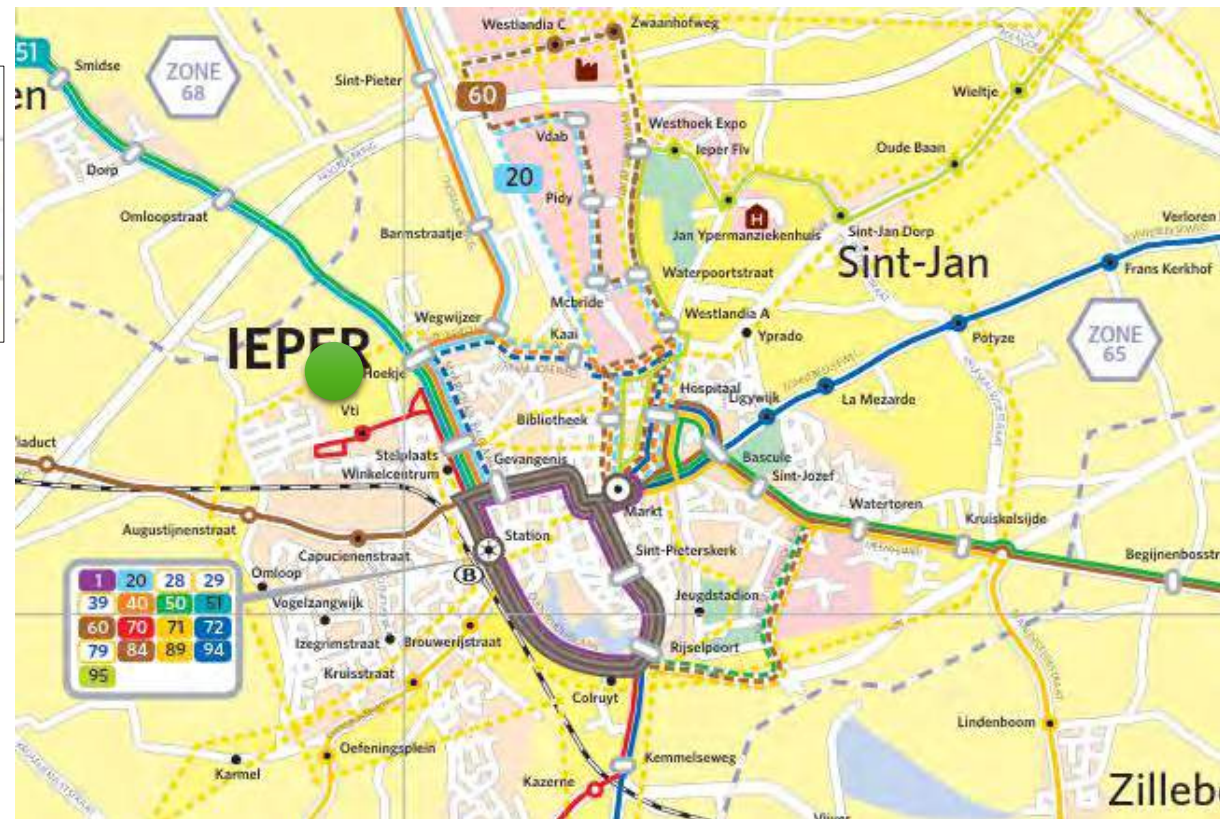 51
Smidse
en
ZONE
68
Westlandia C
Zwaanhofweg
Sint-Pieter
60
Wieltje
Vdab
Westhoek Expo
Ieper Flv
Oude Baan
Dorp
20
Pidy
Omloopstraat
Barmstraatje
H
Jan Ypermanziekenhuis
Sint-Jan Dorp
Verloren
Sint-Jan
Frans Kerkhof
Waterpoortstraat
Mcbride
Wegwijzer
Westlandia A
Kaai
Yprado
Potyze
ZONE
65
IEPER
Hoekje
Hospitaal
Ligywijk
La Mezarde
Vti
Bibliotheek
Stelplaats
Gevangenis
Bascule
Winkelcentrum
Sint-Jozef
Markt
Watertoren
Kruiskalsijde
Augustijnenstraat
Capucienenstraat
Station
Sint-Pieterskerk
Begijnenbosstr
B
Omloop
1 20 28 29
39 40 50 51
60 70 71 72
79 84 89 94
95
Vogelzangwijk
Jeugdstadion
Izegrimstraat
Brouwerijstraat
Rijselpoort
Kruisstraat
Colruyt
Lindenboom
Oefeningsplein
Karmel
Kemmelseweg
Kazerne
Zilleb